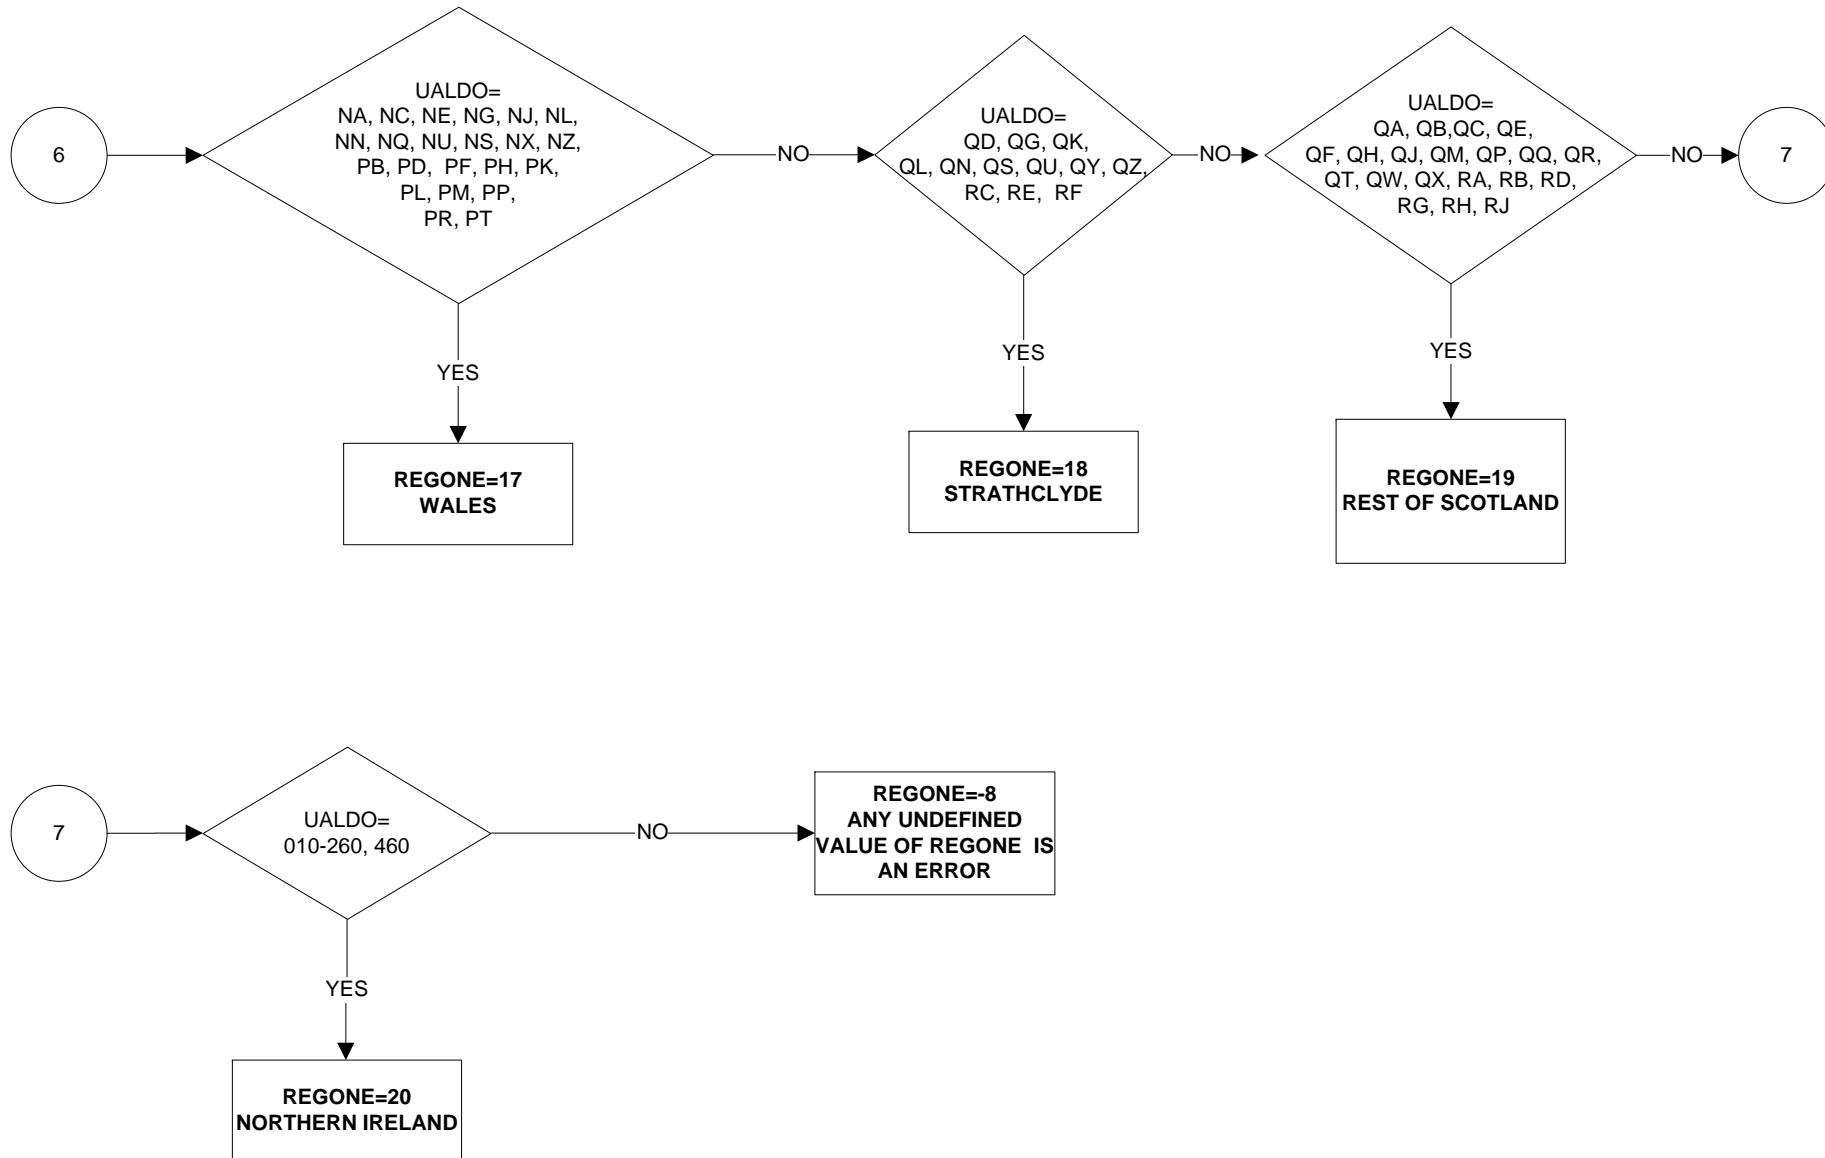 6
UALDO=
NA, NC, NE, NG, NJ, NL,
NN, NQ, NU, NS, NX, NZ,
PB, PD, PF, PH, PK,
PL, PM, PP,
PR, PT
NO
UALDO=
QD, QG, QK,
QL, QN, QS, QU, QY, QZ,
RC, RE, RF
NO
UALDO=
QA, QB,QC, QE,
QF, QH, QJ, QM, QP, QQ, QR,
QT, QW, QX, RA, RB, RD,
RG, RH, RJ
NO
7
YES
YES
YES
REGONE=17
WALES
REGONE=18
STRATHCLYDE
REGONE=19
REST OF SCOTLAND
7
UALDO=
010-260, 460
NO
REGONE=-8
ANY UNDEFINED
VALUE OF REGONE IS
AN ERROR
YES
REGONE=20
NORTHERN IRELAND